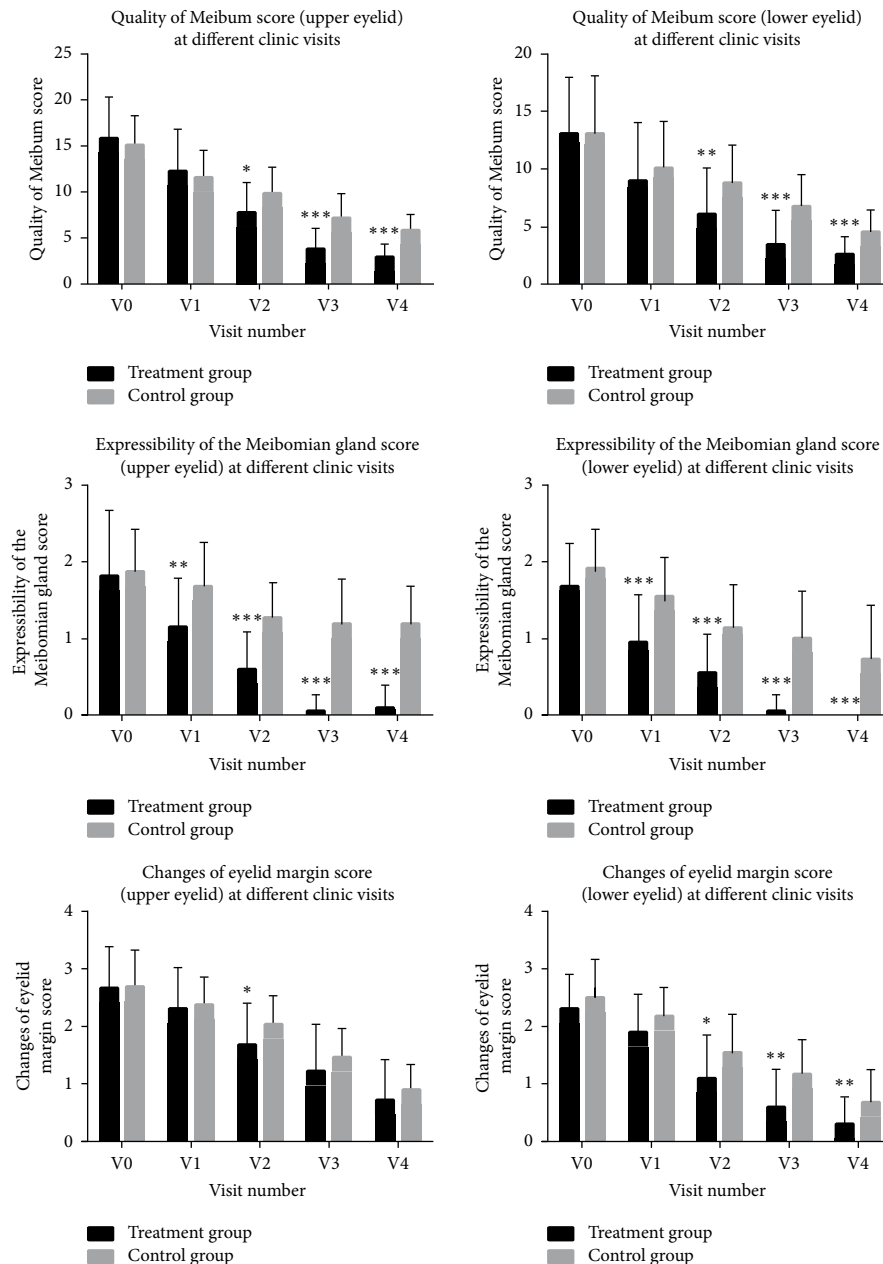 Quality of Meibum score (upper eyelid)
at different clinic visits
25
20
15
10
5
0
Quality of Meibum score
*
***
***
V0 V1 V2 V3 V4
Visit number
Treatment group
Control group
Quality of Meibum score (lower eyelid)
at different clinic visits
20
15
10
5
0
Quality of Meibum score
**
***
***
V0 V1 V2 V3 V4
Visit number
Treatment group
Control group
Expressibility of the Meibomian gland score
(upper eyelid) at different clinic visits
3
2
1
0
Expressibility of the
Meibomian gland score
**
***
***
***
V0 V1 V2 V3 V4
Visit number
Treatment group
Control group
Expressibility of the Meibomian gland score
(lower eyelid) at different clinic visits
3
2
1
0
Expressibility of the
Meibomian gland score
***
***
***
***
V0 V1 V2 V3 V4
Visit number
Treatment group
Control group
Changes of eyelid margin score
(upper eyelid) at different clinic visits
4
3
2
1
0
Changes of eyelid
margin score
*
V0 V1 V2 V3 V4
Visit number
Treatment group
Control group
Changes of eyelid margin score
(lower eyelid) at different clinic visits
4
3
2
1
0
Changes of eyelid
margin score
*
**
**
V0 V1 V2 V3 V4
Visit number
Treatment group
Control group